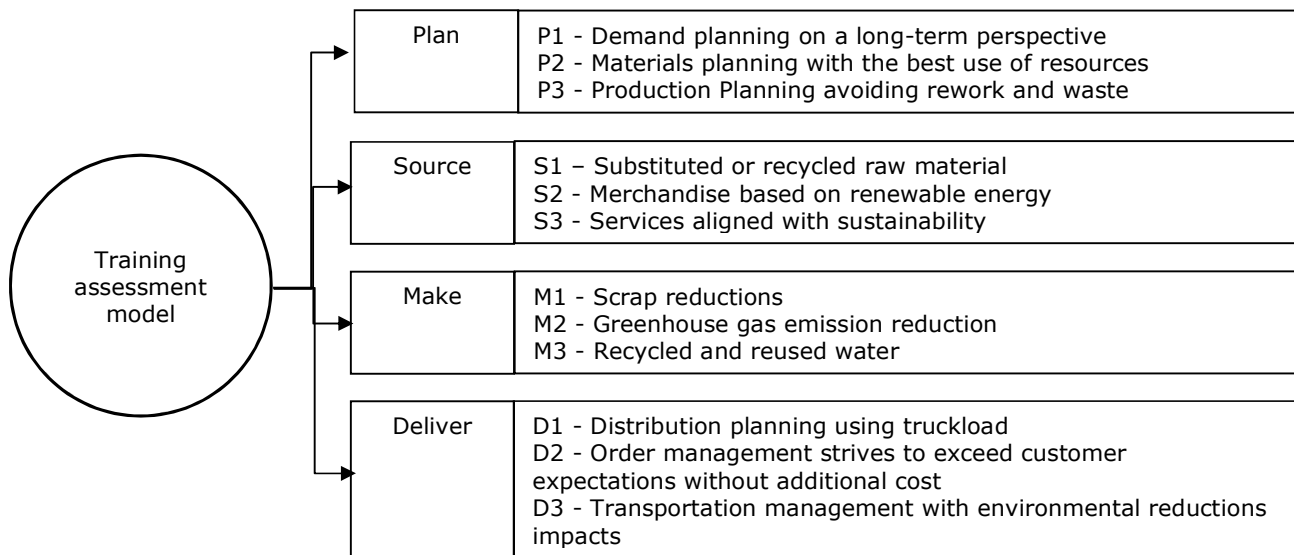 Training
assessment
model
Plan
P1 - Demand planning on a long-term perspective
P2 - Materials planning with the best use of resources
P3 - Production Planning avoiding rework and waste
Source
S1 – Substituted or recycled raw material
S2 - Merchandise based on renewable energy
S3 - Services aligned with sustainability
Make
M1 - Scrap reductions
M2 - Greenhouse gas emission reduction
M3 - Recycled and reused water
Deliver
D1 - Distribution planning using truckload
D2 - Order management strives to exceed customer
expectations without additional cost
D3 - Transportation management with environmental reductions
impacts